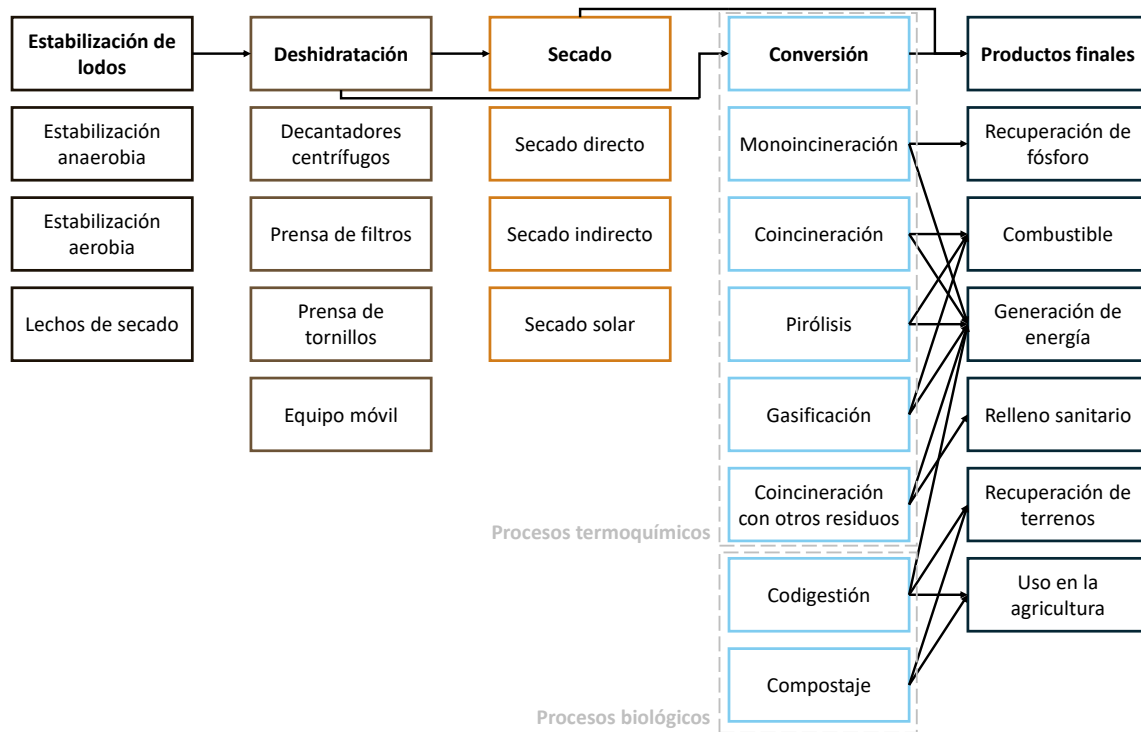 Estabilización de
lodos
Deshidratación
Secado
Conversión
Productos finales
Estabilización
anaerobia
Decantadores
centrífugos
Secado directo
Monoincineración
Recuperación de
fósforo
Estabilización
aerobia
Prensa de filtros
Secado indirecto
Coincineración
Combustible
Lechos de secado
Prensa de
tornillos
Secado solar
Pirólisis
Generación de
energía
Equipo móvil
Gasificación
Relleno sanitario
Coincineración
con otros residuos
Recuperación de
terrenos
Procesos termoquímicos
Codigestión
Uso en la
agricultura
Compostaje
Procesos biológicos